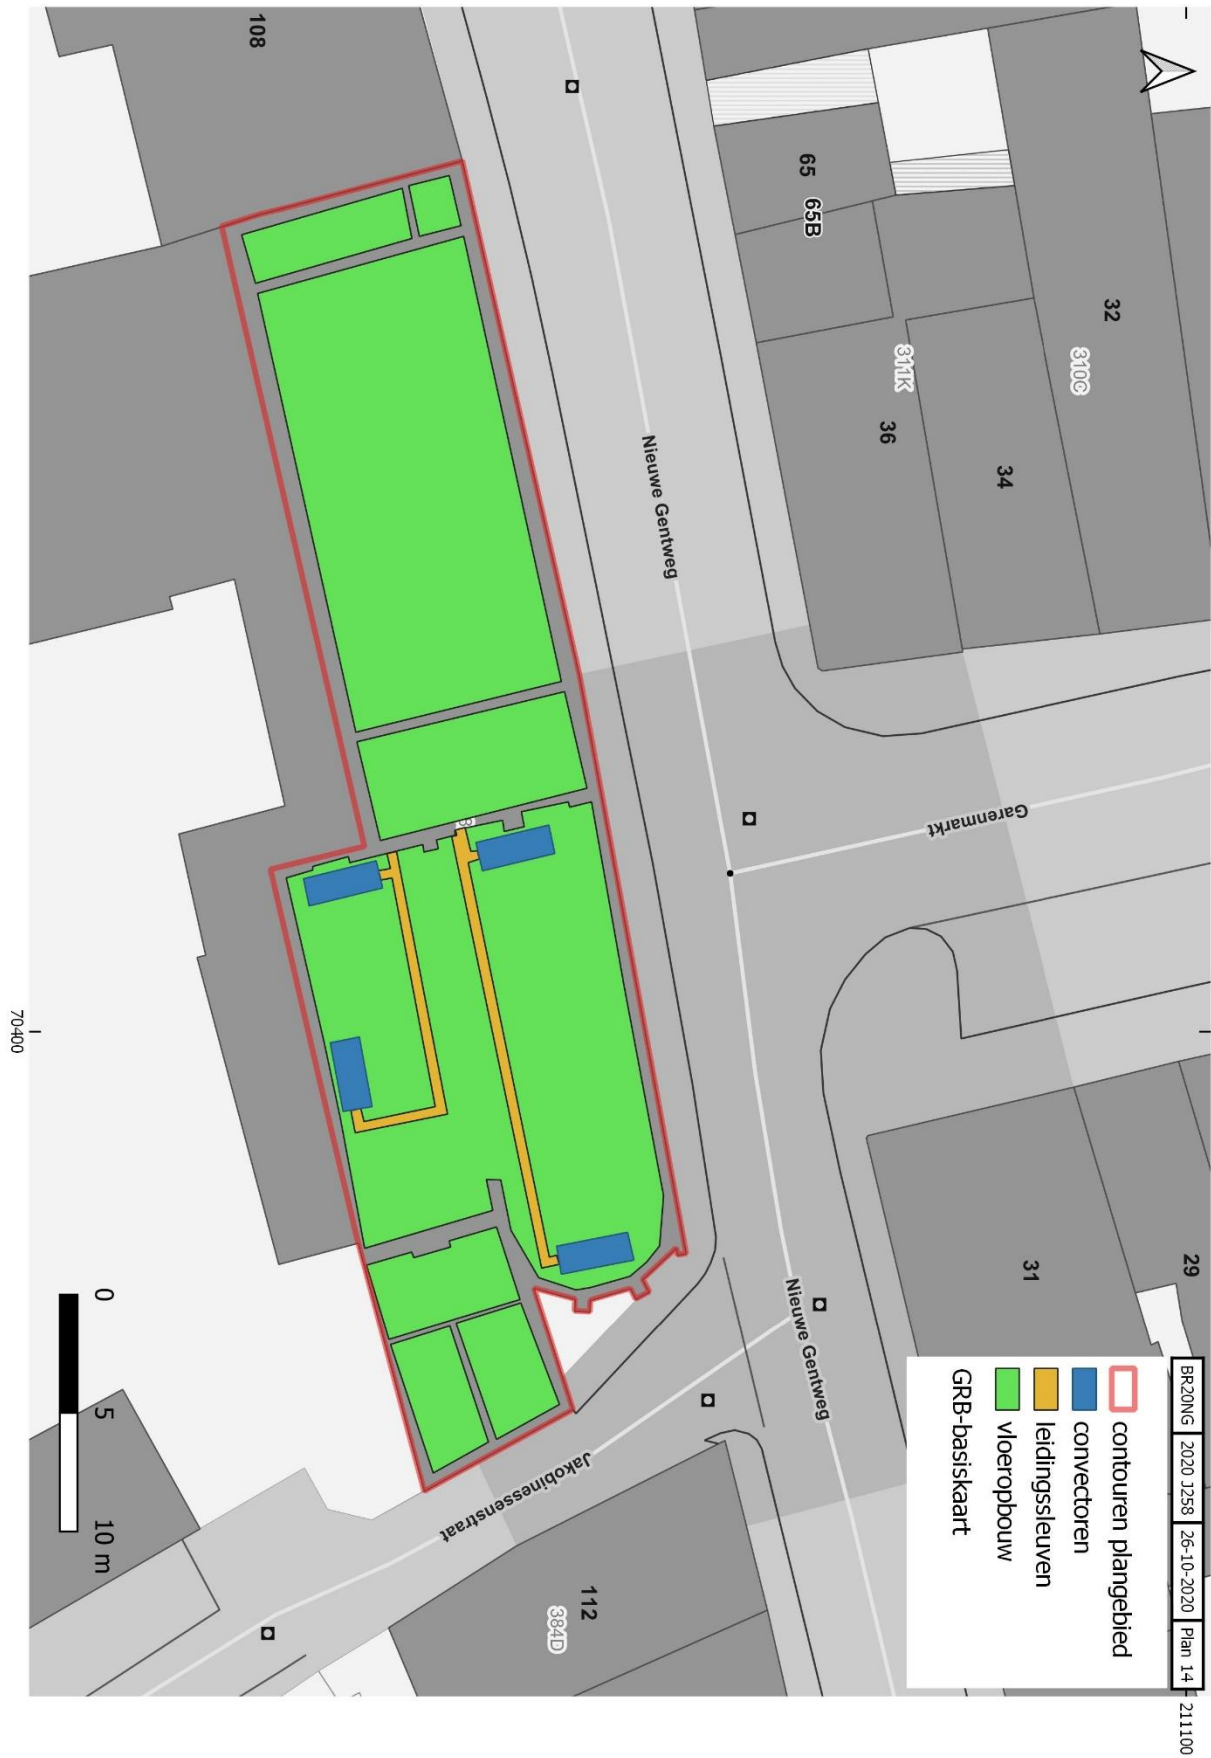 108
65
65B
32
310C
311K
36
34
Nieuwe Gentweg
Garenmarkt
31
29
Nieuwe Gentweg
Jakobinessenstraat
112
384D
70400
211100
0
5
10 m
BR20NG
2020 J258
26-10-2020
Plan 14
contouren plangebied
convectoren
leidingssleuven
vloeropbouw
GRB-basiskaart